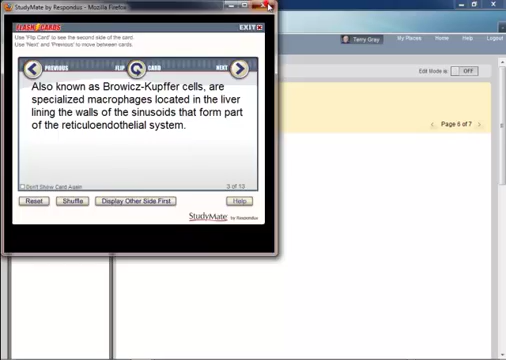 StudyMate by Respondus - Mozilla Firefox
FLASH CARDS
EXIT
Use "Flip Card" to see the second side of the card.
Use "Next" and "Previous" to move between cards.
PREVIOUS FLIP CARD NEXT
Also known as Browicz-Kupffer cells, are
specialized macrophages located in the liver
lining the walls of the sinusoids that form part
of the reticuloendothelial system.
Don't Show Card Again
3 of 10
Reset Shuffle Display Other Side First Help
StudyMate by Respondus
Terry Gray My Places Home Help Logout
Edit Mode is: OFF
Page 6 of 7